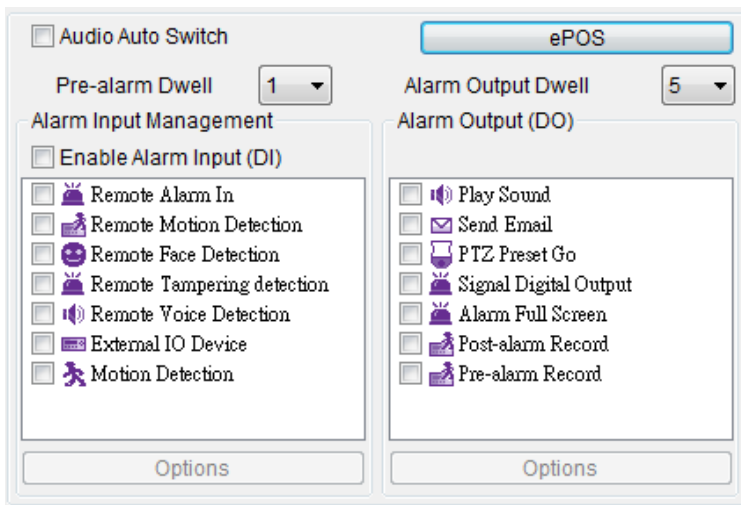 Audio Auto Switch
ePOS
Pre-alarm Dwell 1
Alarm Output Dwell 5
Alarm Input Management
Enable Alarm Input (DI)
Remote Alarm In
Remote Motion Detection
Remote Face Detection
Remote Tampering detection
Remote Voice Detection
External IO Device
Motion Detection
Options
Alarm Output (DO)
Play Sound
Send Email
PTZ Preset Go
Signal Digital Output
Alarm Full Screen
Post-alarm Record
Pre-alarm Record
Options